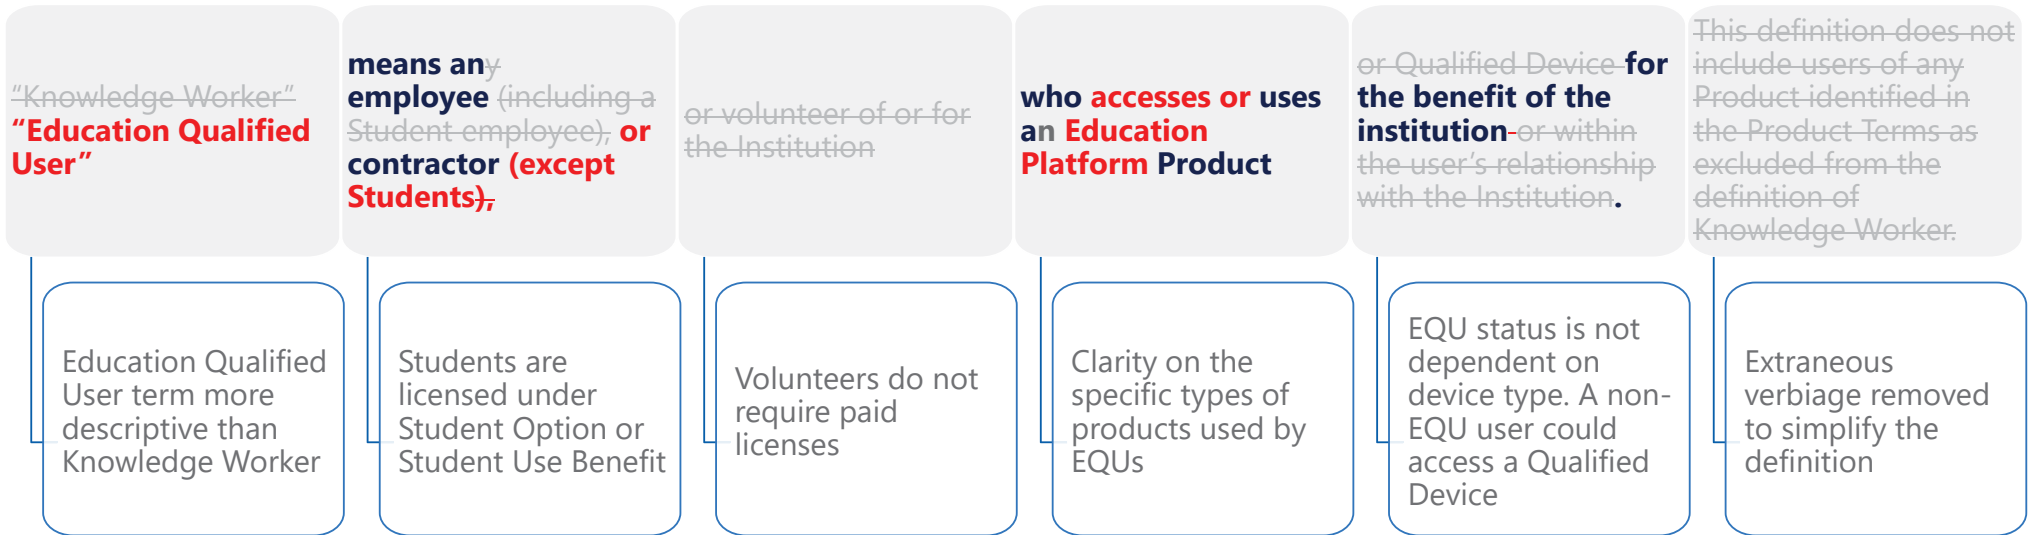 “Knowledge Worker”
“Education Qualified
User”
means any
employee (including a
Student employee), or
contractor (except
Students),
or volunteer of or for
the Institution
who accesses or uses
an Education
Platform Product
or Qualified Device for
the benefit of the
institution or within
the user’s relationship
with the Institution.
This definition does not
include users of any
Product identified in
the Product Terms as
excluded from the
definition of
Knowledge Worker.
Education Qualified
User term more
descriptive than
Knowledge Worker
Students are
licensed under
Student Option or
Student Use Benefit
Volunteers do not
require paid
licenses
Clarity on the
specific types of
products used by
EQUs
EQU status is not
dependent on
device type. A non-
EQU user could
access a Qualified
Device
Extraneous
verbiage removed
to simplify the
definition